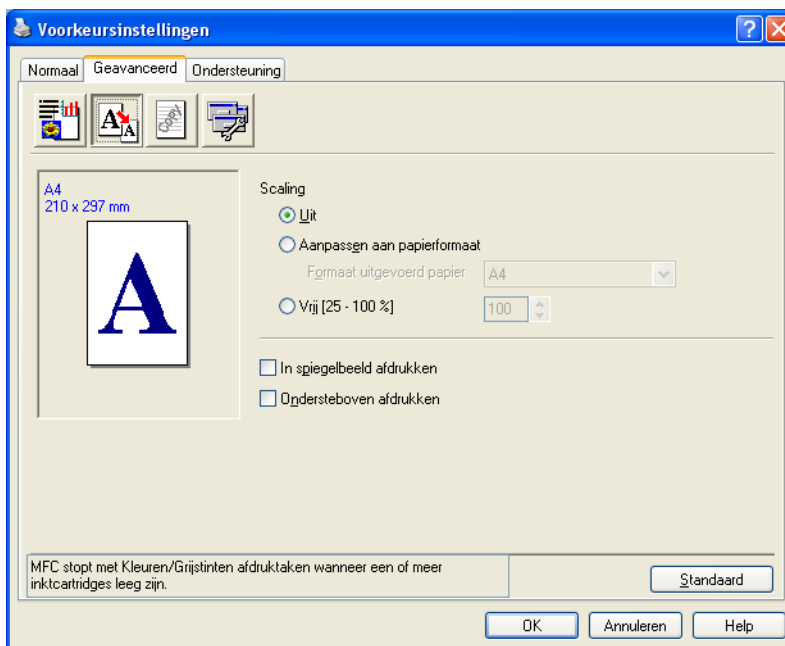 Voorkeursinstellingen
Normaal
Geavanceerd
Ondersteuning
A4
210 x 297 mm
A
Scaling
Uit
Aanpassen aan papierformaat
Formaat uitgevoerd papier
A4
Vrij [25 - 100 %]
100
In spiegelbeeld afdrukken
Ondersteboven afdrukken
MFC stopt met Kleuren/Grijstinten afdruktaken wanneer een of meer
inktcartridges leeg zijn.
Standaard
OK
Annuleren
Help